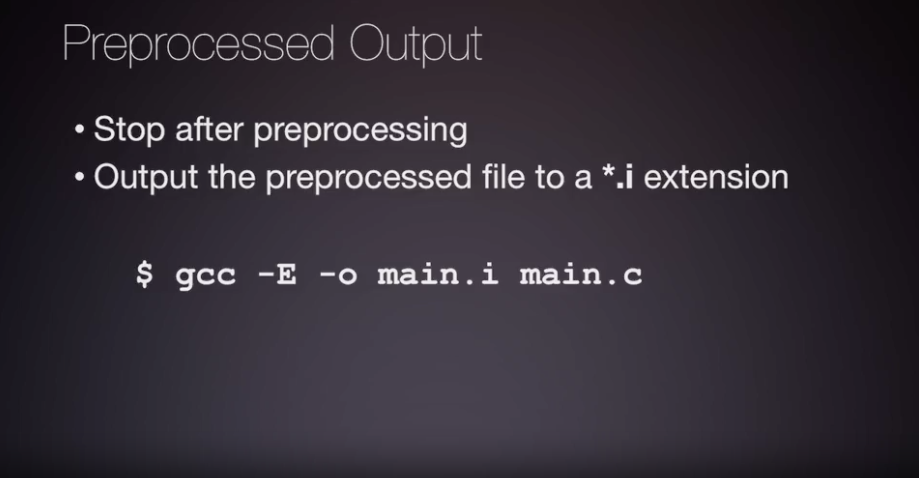 Preprocessed Output
• Stop after preprocessing
• Output the preprocessed file to a *.i extension
$ gcc -E -o main.i main.c